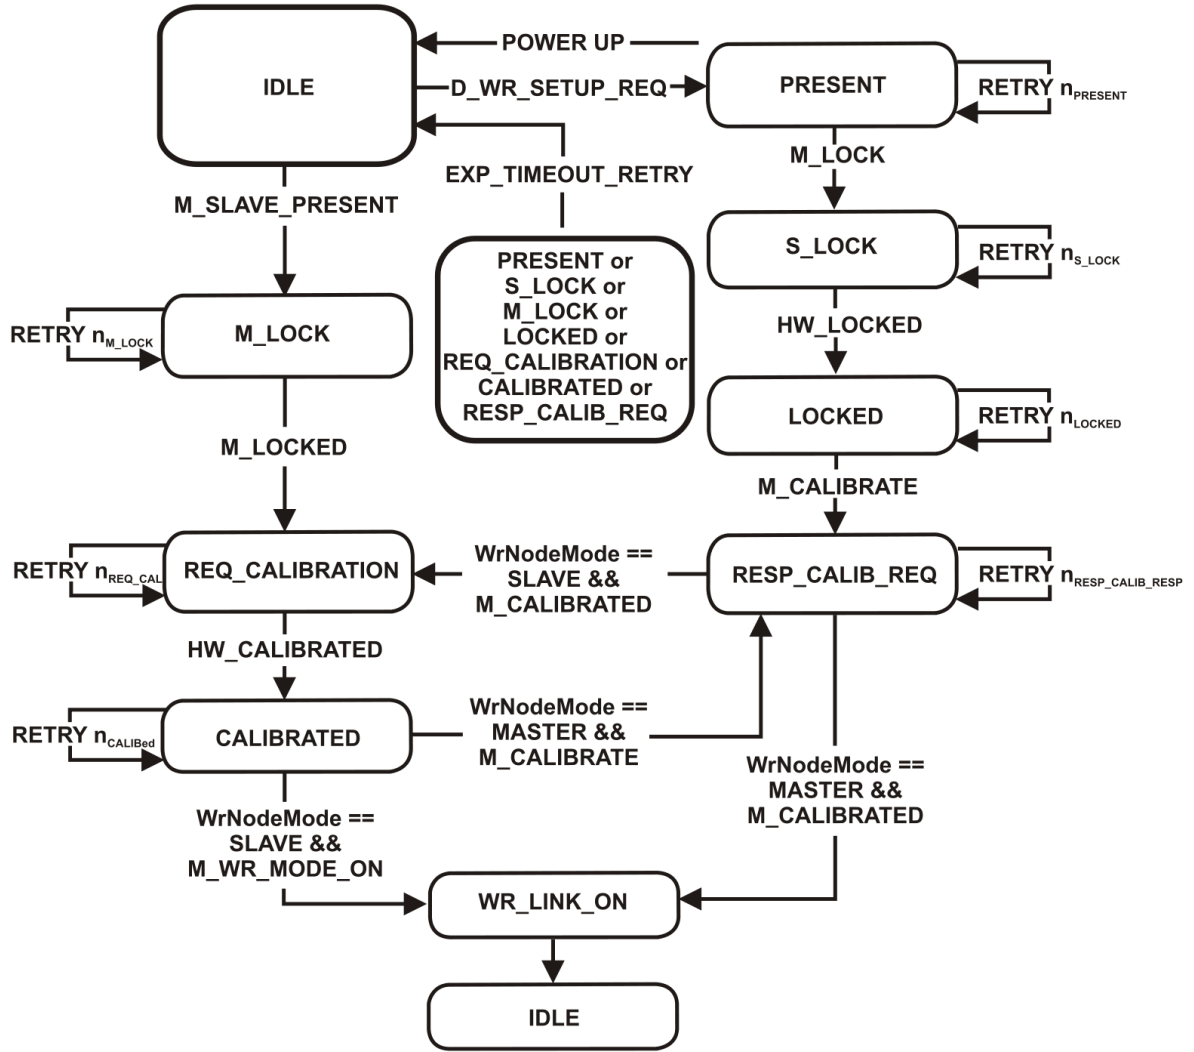 POWER UP
IDLE
D_WR_SETUP_REQ
PRESENT
RETRY nPRESENT
M_LOCK
EXP_TIMEOUT_RETRY
M_SLAVE_PRESENT
S_LOCK
RETRY nS_LOCK
PRESENT or
S_LOCK or
M_LOCK or
LOCKED or
REQ_CALIBRATION or
CALIBRATED or
RESP_CALIB_REQ
HW_LOCKED
M_LOCK
RETRY nM_LOCK
LOCKED
RETRY nLOCKED
M_LOCKED
M_CALIBRATE
REQ_CALIBRATION
RETRY nREQ_CAL
WrNodeMode ==
SLAVE &&
M_CALIBRATED
RESP_CALIB_REQ
RETRY nRESP_CALIB_RESP
HW_CALIBRATED
CALIBRATED
RETRY nCALIBed
WrNodeMode ==
MASTER &&
M_CALIBRATE
WrNodeMode ==
MASTER &&
M_CALIBRATED
WrNodeMode ==
SLAVE &&
M_WR_MODE_ON
WR_LINK_ON
IDLE